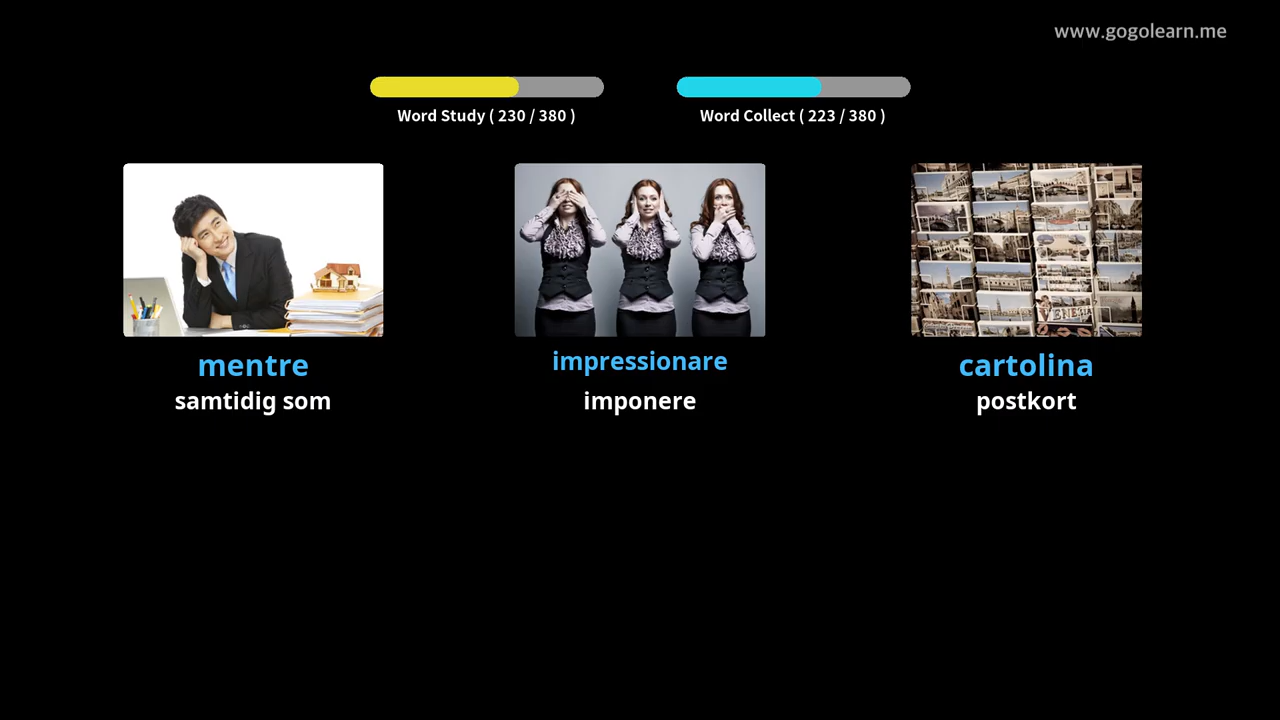 www.gogolearn.me
Word Study ( 230 / 380 )
Word Collect ( 223 / 380 )
mentre
samtidig som
impressionare
imponere
cartolina
postkort